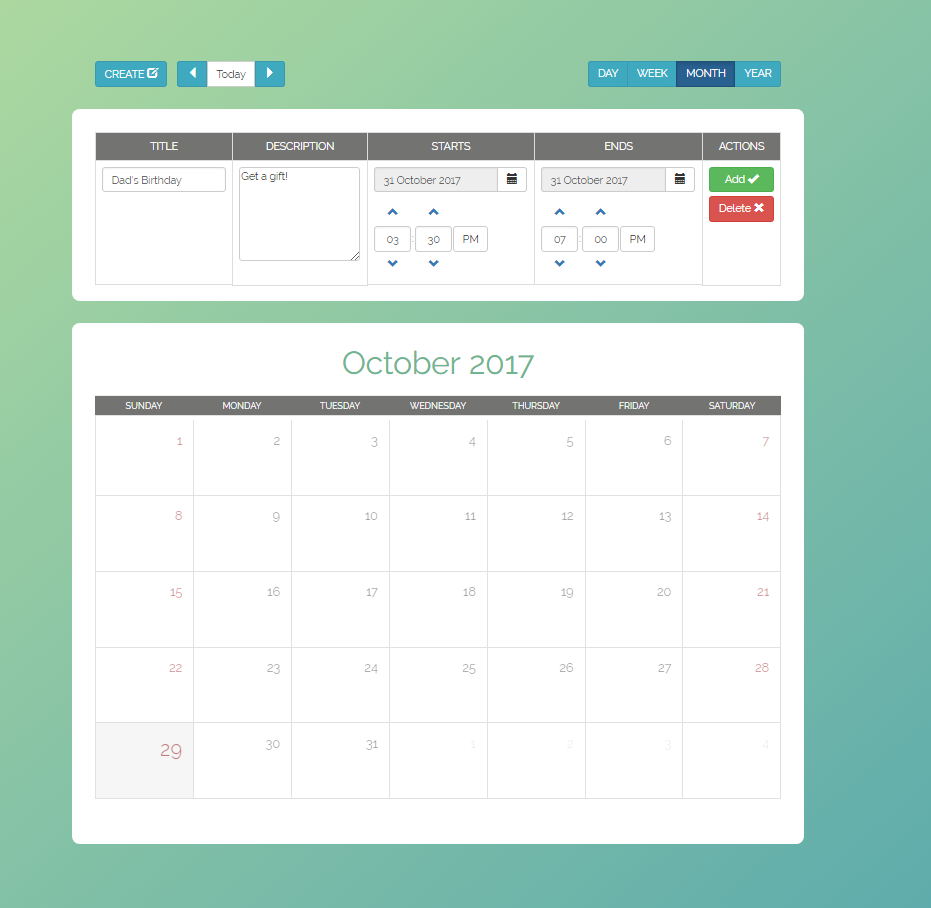 CREATE Today DAY WEEK MONTH YEAR
TITLE DESCRIPTION STARTS ENDS ACTIONS
Dad's Birthday Get a gift! 31 October 2017 31 October 2017 Add
Delete
03 : 30 PM 07 : 00 PM
October 2017
SUNDAY MONDAY TUESDAY WEDNESDAY THURSDAY FRIDAY SATURDAY
1 2 3 4 5 6 7
8 9 10 11 12 13 14
15 16 17 18 19 20 21
22 23 24 25 26 27 28
29 30 31 1 2 3 4